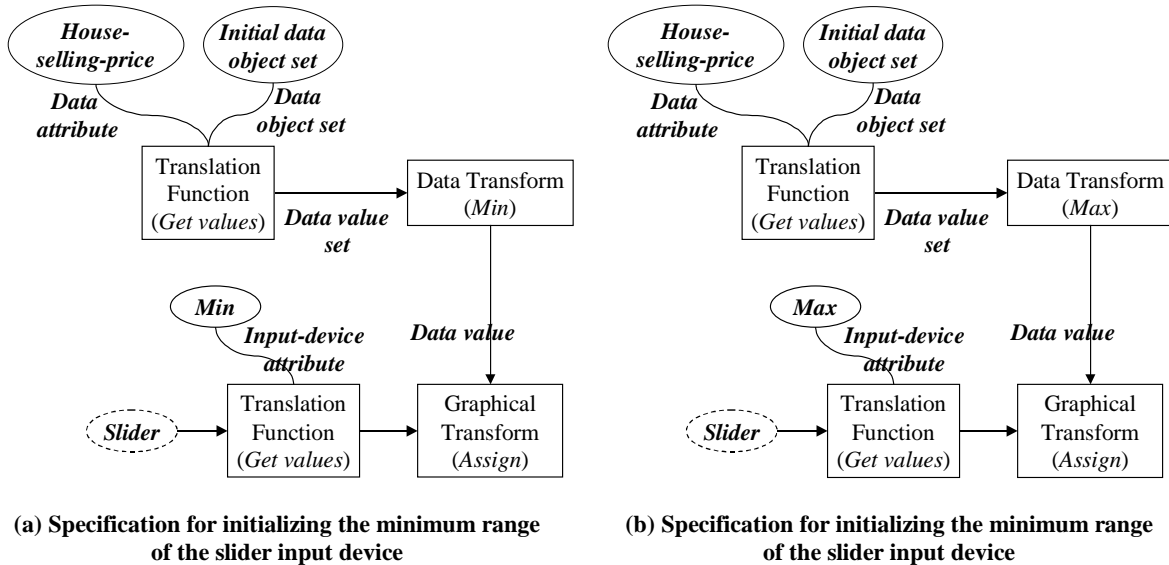 House-
selling-price
Initial data
object set
Data
attribute
Data
object set
Translation
Function
(Get values)
Data value
set
Data Transform
(Min)
Min
Input-device
attribute
Data value
Slider
Translation
Function
(Get values)
Graphical
Transform
(Assign)
(a) Specification for initializing the minimum range
of the slider input device
House-
selling-price
Initial data
object set
Data
attribute
Data
object set
Translation
Function
(Get values)
Data value
set
Data Transform
(Max)
Max
Input-device
attribute
Data value
Slider
Translation
Function
(Get values)
Graphical
Transform
(Assign)
(b) Specification for initializing the minimum range
of the slider input device